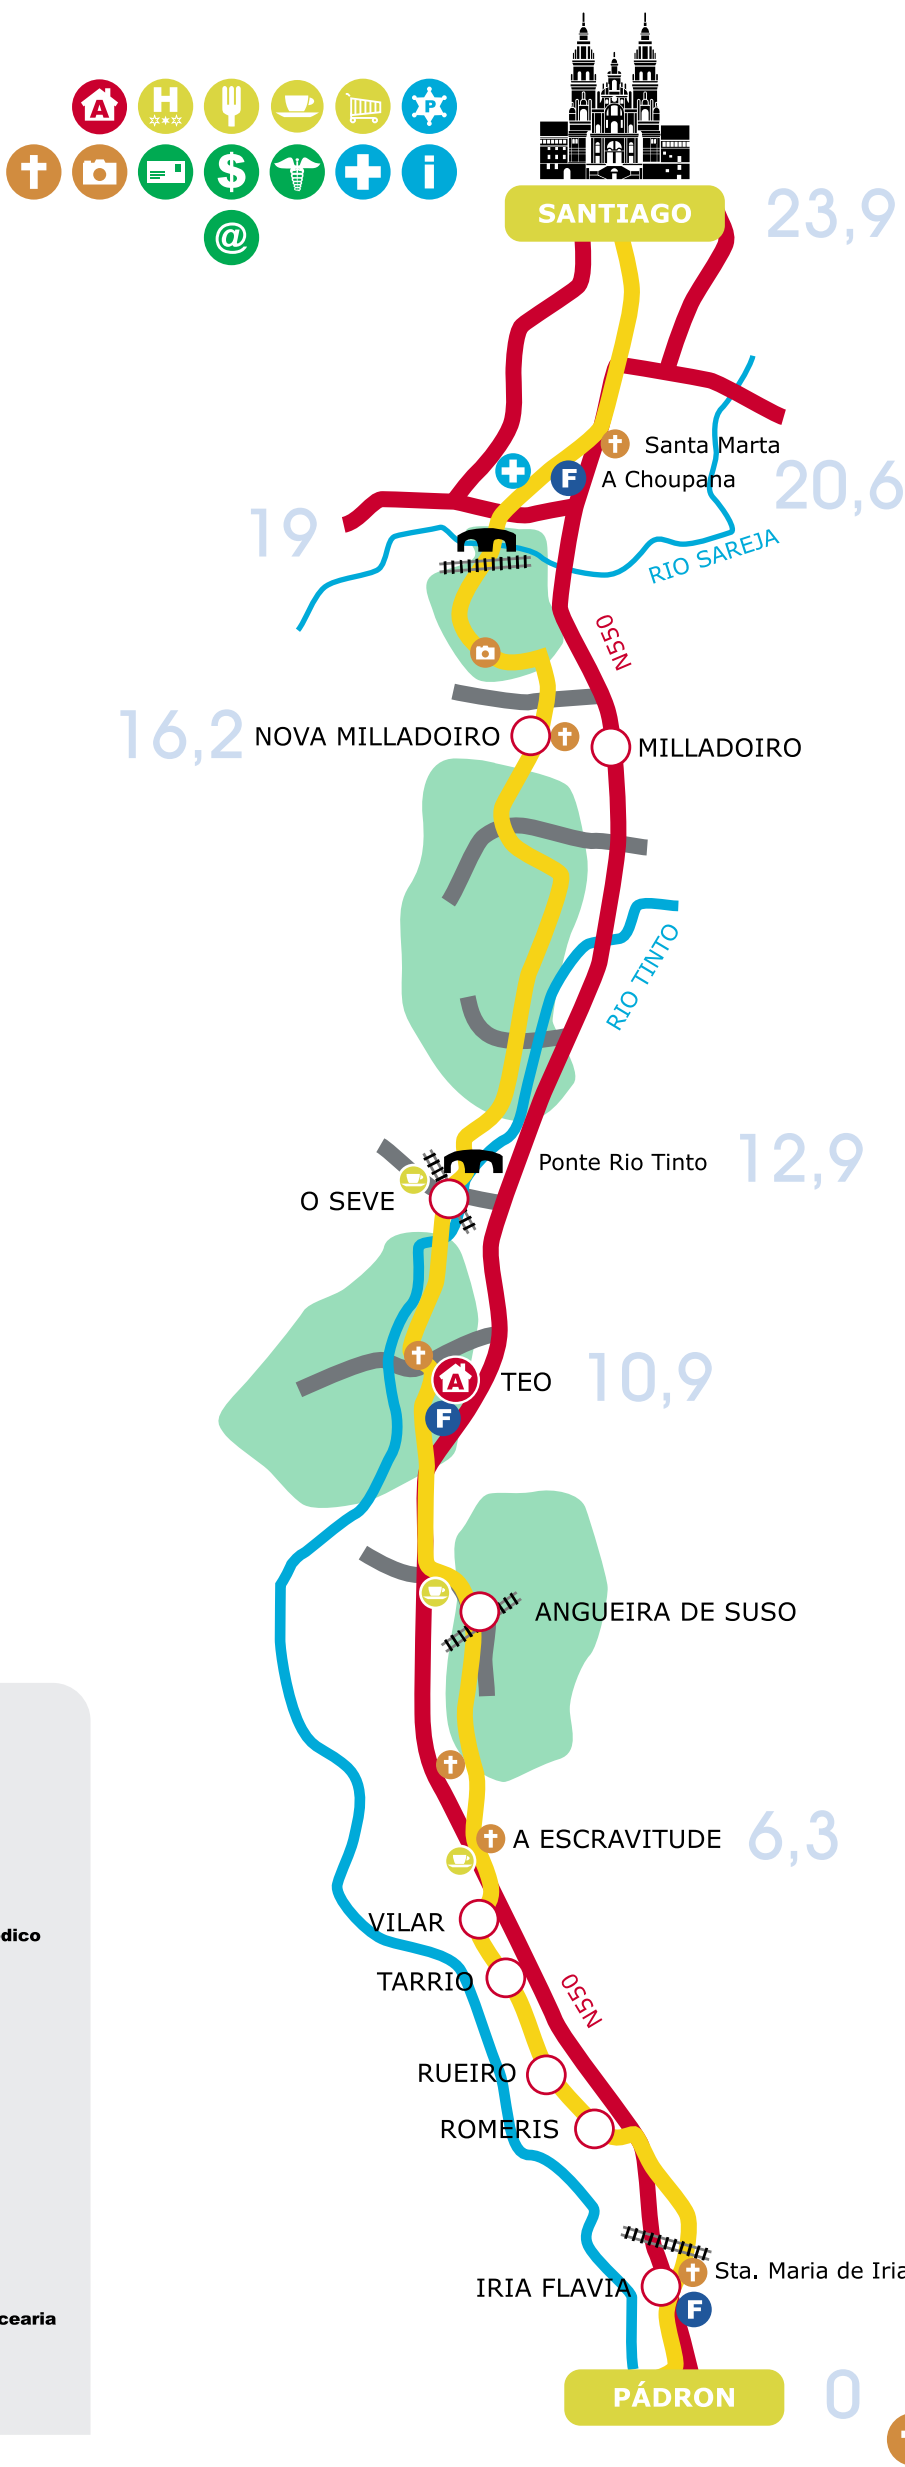 A H P
$ i
@
SANTIAGO
23,9
Santa Marta
A Choupana
20,6
F
19
RIO SAREJA
N550
16,2
NOVA MILLADOIRO
MILLADOIRO
RIO TINTO
Ponte Rio Tinto
12,9
O SEVE
A
TEO
10,9
F
ANGUEIRA DE SUSO
A ESCRAVITUDE
6,3
VILAR
dico
TARRIO
N550
RUEIRO
ROMERIS
Sta. Maria de Iria
IRIA FLAVIA
F
cearia
PÁDRON
0